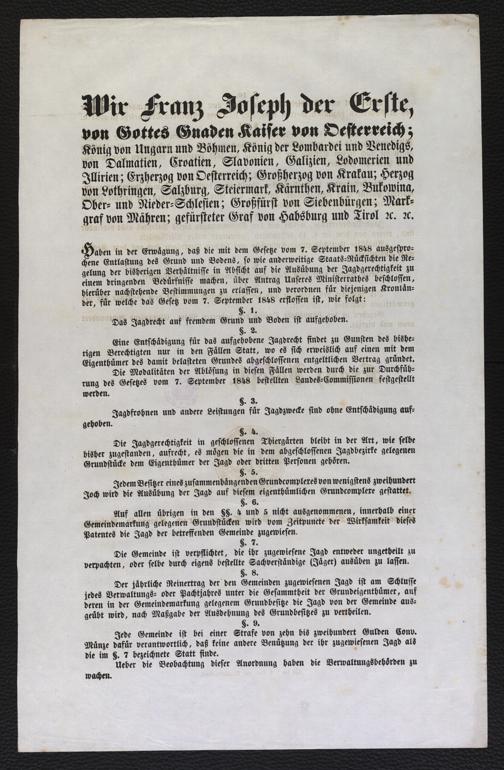 Wir Franz Joseph der Erste,
von Gottes Gnaden Kaiser von Oesterreich;
König von Ungarn und Böhmen, König der Lombardei und Venedigs,
von Dalmatien, Croatien, Slavonien, Galizien, Lodomerien und
Illirien; Erzherzog von Oesterreich; Großherzog von Krakau; Herzog
von Lothringen, Salzburg, Steiermark, Kärnthen, Krain, Bukowina,
Ober- und Nieder-Schlesien; Großfürst von Siebenbürgen; Mark-
graf von Mähren; gefürsteter Graf von Habsburg und Tirol ꝛc. ꝛc.
Haben in der Erwägung, daß die mit dem Gesetze vom 7. September 1848 ausgespro-
chene Entlastung des Grund und Bodens, so wie anderweitige Staats-Rücksichten die Re-
gelung der bisherigen Verhältnisse in Absicht auf die Ausübung der Jagdgerechtigkeit zu
einem dringenden Bedürfnisse machen, über Antrag Unseres Ministerrathes beschlossen,
hierüber nachstehende Bestimmungen zu erlassen, und verordnen für diejenigen Kronlän-
der, für welche das Gesetz vom 7. September 1848 erflossen ist, wie folgt:
§. 1.
Das Jagdrecht auf fremdem Grund und Boden ist aufgehoben.
§. 2.
Eine Entschädigung für das aufgehobene Jagdrecht findet zu Gunsten des bishe-
rigen Berechtigten nur in den Fällen Statt, wo es sich erweislich auf einen mit dem
Eigenthümer des damit belasteten Grundes abgeschlossenen entgeltlichen Vertrag gründet.
Die Modalitäten der Ablösung in diesen Fällen werden durch die zur Durchfüh-
rung des Gesetzes vom 7. September 1848 bestellten Landes-Commissionen festgestellt
werden.
§. 3.
Jagdfrohnen und andere Leistungen für Jagdzwecke sind ohne Entschädigung auf-
gehoben.
§. 4.
Die Jagdgerechtigkeit in geschlossenen Thiergärten bleibt in der Art, wie selbe
bisher zugestanden, aufrecht, es mögen die in dem abgeschlossenen Jagdbezirke gelegenen
Grundstücke dem Eigenthümer der Jagd oder dritten Personen gehören.
§. 5.
Jedem Besitzer eines zusammenhängenden Grundcomplexes von wenigstens zweihundert
Joch wird die Ausübung der Jagd auf diesem eigenthümlichen Grundcomplexe gestattet.
§. 6.
Auf allen übrigen in den §§. 4 und 5 nicht ausgenommenen, innerhalb einer
Gemeindemarkung gelegenen Grundstücken wird vom Zeitpuncte der Wirksamkeit dieses
Patentes die Jagd der betreffenden Gemeinde zugewiesen.
§. 7.
Die Gemeinde ist verpflichtet, die ihr zugewiesene Jagd entweder ungetheilt zu
verpachten, oder selbe durch eigens bestellte Sachverständige (Jäger) ausüben zu lassen.
§. 8.
Der jährliche Reinertrag der den Gemeinden zugewiesenen Jagd ist am Schlusse
jedes Verwaltungs- oder Pachtjahres unter die Gesammtheit der Grundeigenthümer, auf
deren in der Gemeindemarkung gelegenem Grundbesitze die Jagd von der Gemeinde aus-
geübt wird, nach Maßgabe der Ausdehnung des Grundbesitzes zu vertheilen.
§. 9.
Jede Gemeinde ist bei einer Strafe von zehn bis zweihundert Gulden Conv.
Münze dafür verantwortlich, daß keine andere Benützung der ihr zugewiesenen Jagd als
die im §. 7 bezeichnete Statt finde.
Ueber die Beobachtung dieser Anordnung haben die Verwaltungsbehörden zu
wachen.